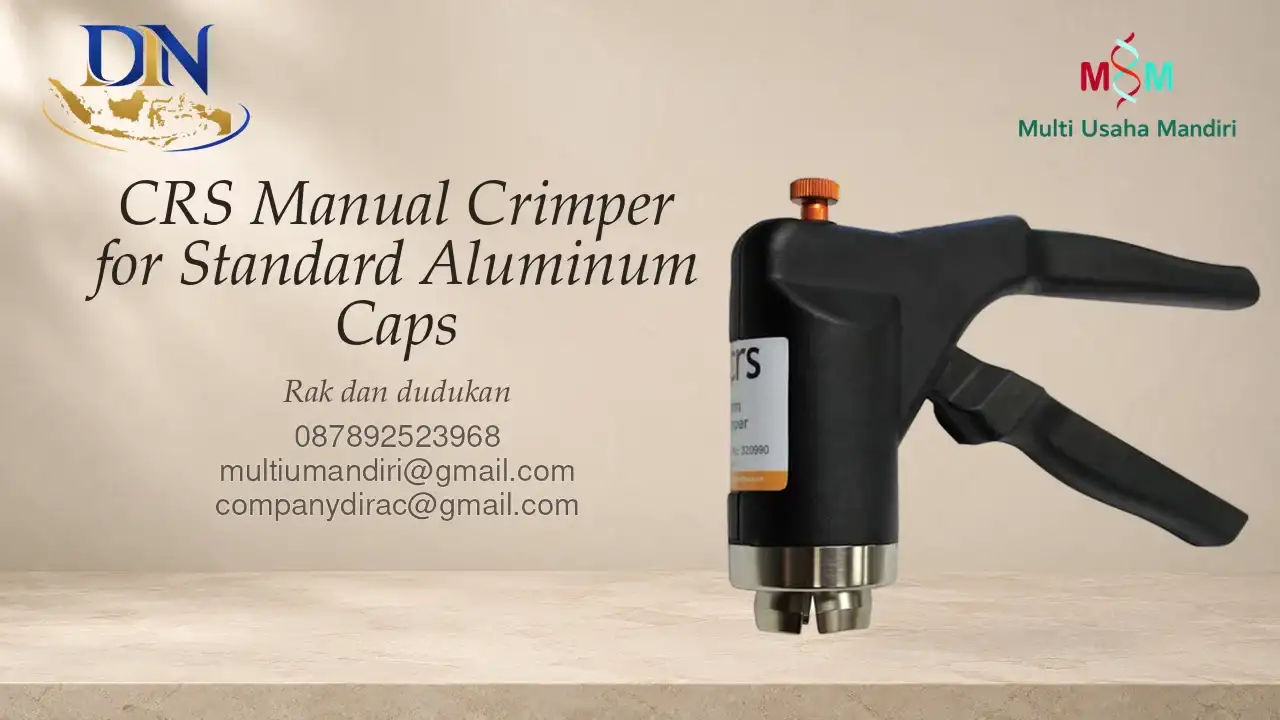 DN
M M
Multi Usaha Mandiri
CRS Manual Crimper
for Standard Aluminum
Caps
Rak dan dudukan
087892523968
multiumandiri@gmail.com
companydirac@gmail.com
crs
320990